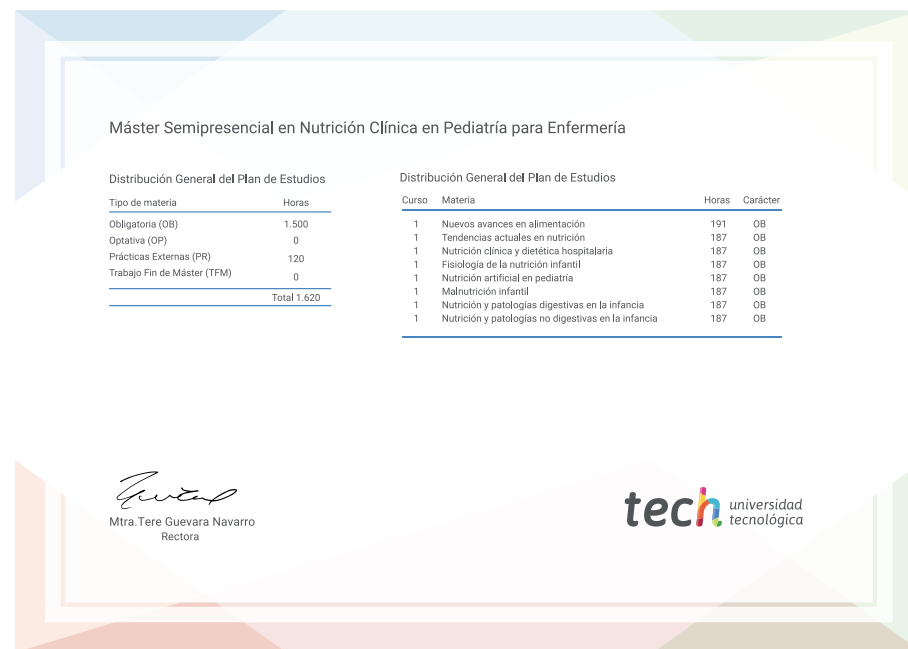 Máster Semipresencial en Nutrición Clínica en Pediatría para Enfermería
Distribución General del Plan de Estudios
Tipo de materia Horas
Obligatoria (OB) 1.500
Optativa (OP) 0
Prácticas Externas (PR) 120
Trabajo Fin de Máster (TFM) 0
Total 1.620
Distribución General del Plan de Estudios
Curso Materia Horas Carácter
1 Nuevos avances en alimentación 191 OB
1 Tendencias actuales en nutrición 187 OB
1 Nutrición clínica y dietética hospitalaria 187 OB
1 Fisiología de la nutrición infantil 187 OB
1 Nutrición artificial en pediatría 187 OB
1 Malnutrición infantil 187 OB
1 Nutrición y patologías digestivas en la infancia 187 OB
1 Nutrición y patologías no digestivas en la infancia 187 OB
Mtra.Tere Guevara Navarro
Rectora
tech universidad
tecnológica